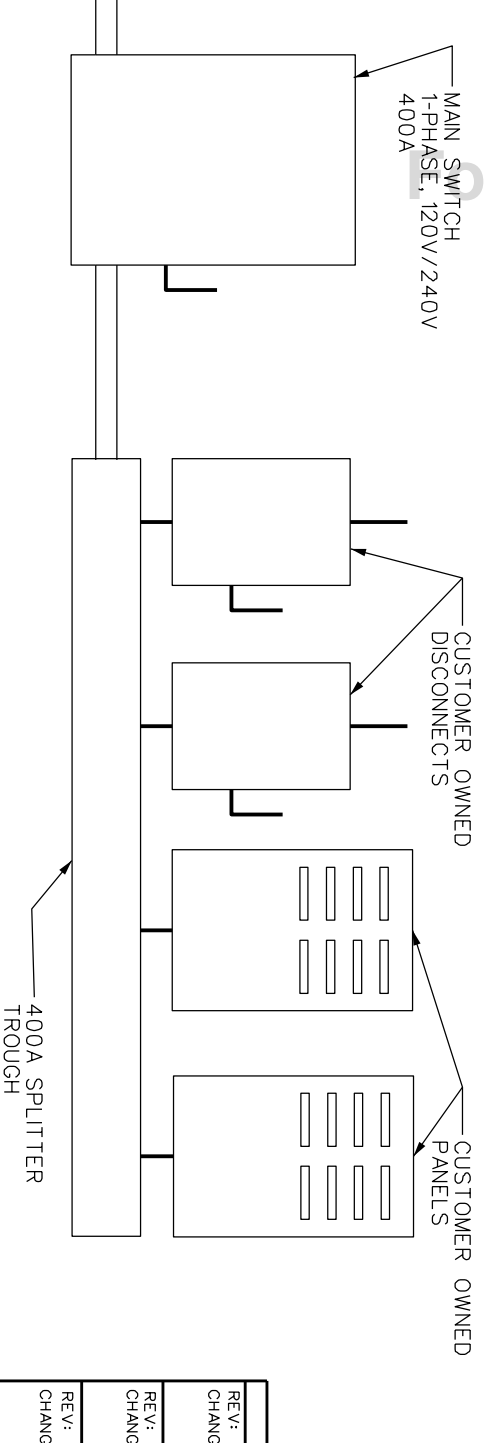 Fo
MAIN SWITCH
1-PHASE, 120V/240V
400A
CUSTOMER OWNED
DISCONNECTS
CUSTOMER OWNED
PANELS
400A SPLITTER
TROUGH
REV:
CHANG
REV:
CHANG
REV:
CHANG